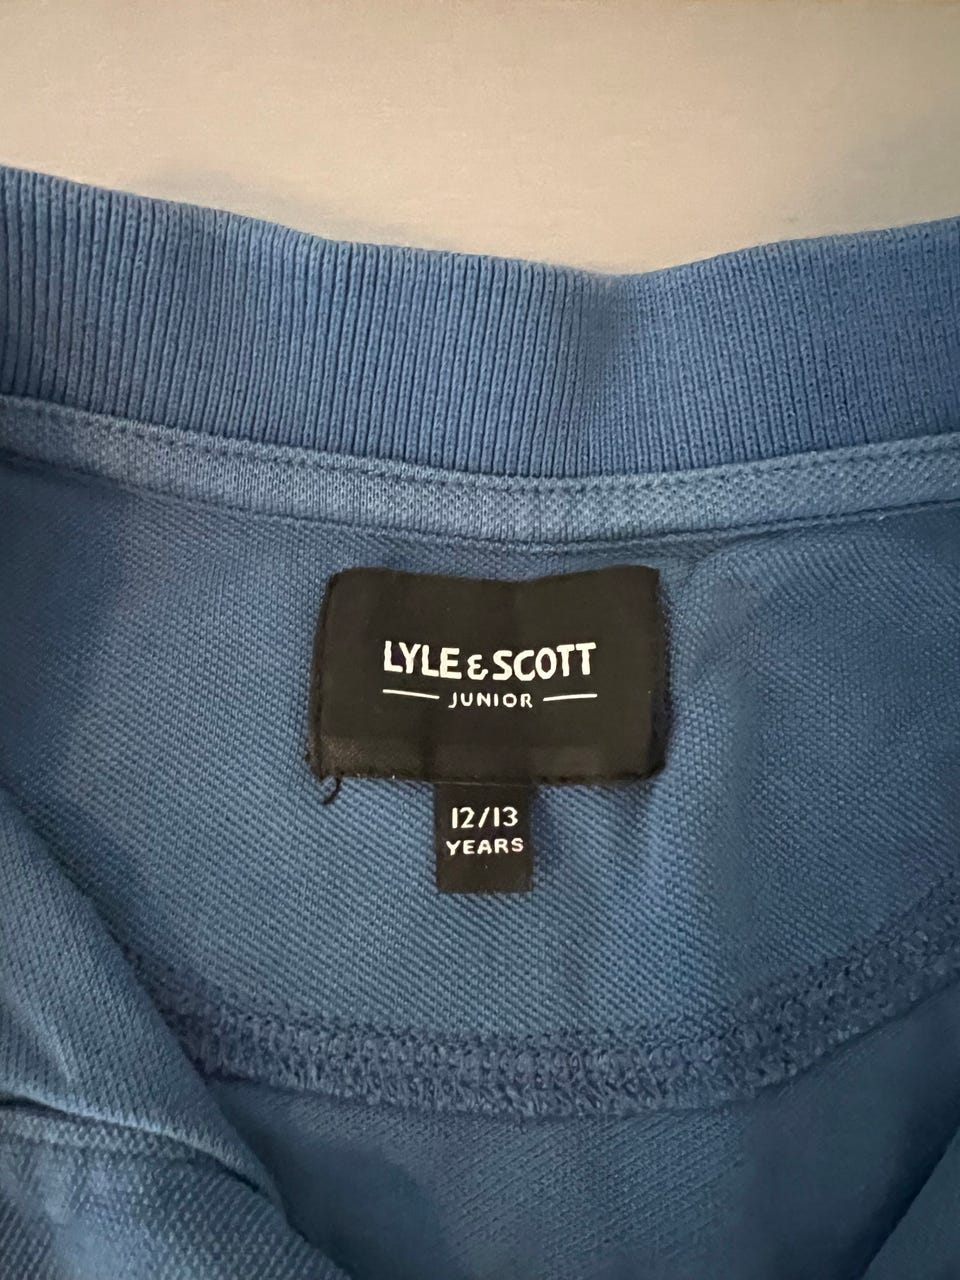 LYLE & SCOTT
JUNIOR
12/13
YEARS